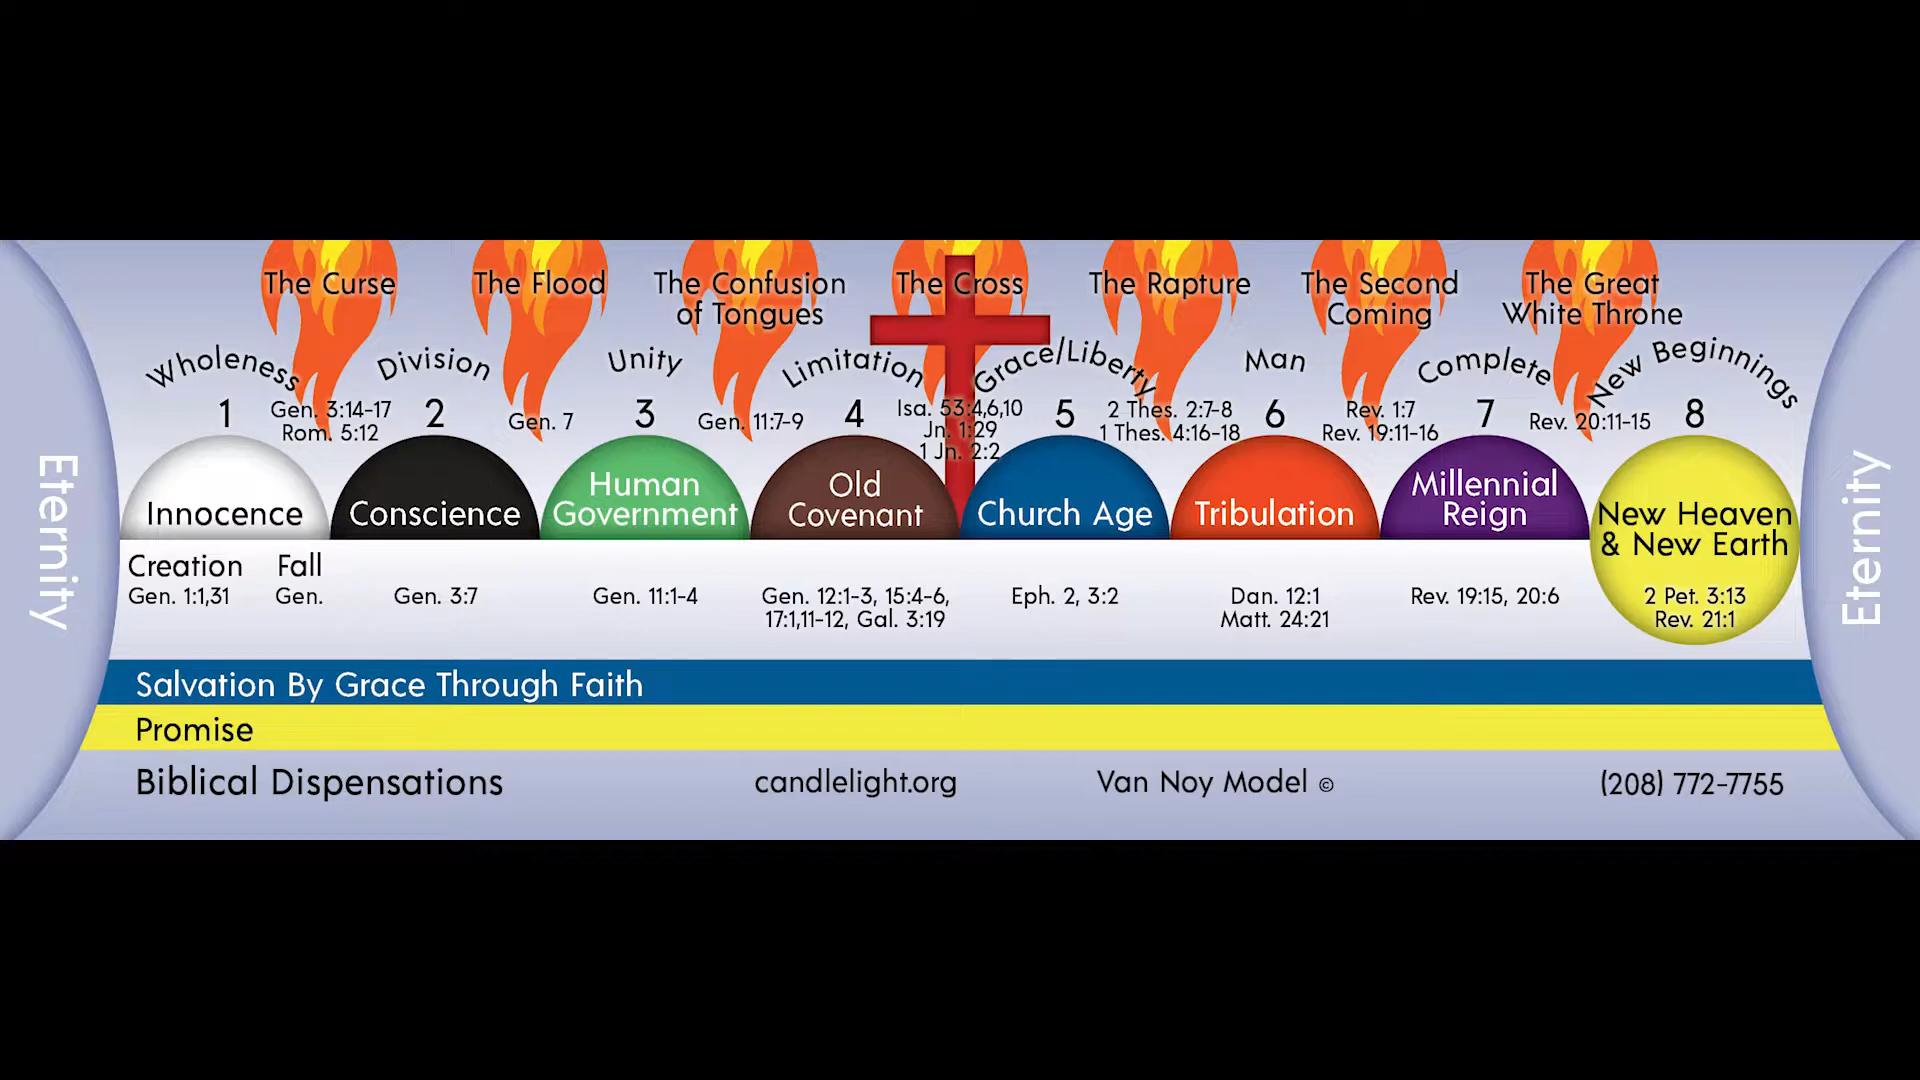 The Curse
The Flood
The Confusion
of Tongues
The Cross
The Rapture
The Second
Coming
The Great
White Throne
Wholeness
Division
Unity
Limitation
Grace/Liberty
Man
Complete
New Beginnings
1
Gen. 3:14-17
Rom. 5:12
2
Gen. 7
3
Gen. 11:7-9
4
Isa. 53:4,6,10
Jn. 1:29
1 Jn. 2:2
5
2 Thes. 2:7-8
1 Thes. 4:16-18
6
Rev. 1:7
Rev. 19:11-16
7
Rev. 20:11-15
8
Eternity
Innocence
Conscience
Human
Government
Old
Covenant
Church Age
Tribulation
Millennial
Reign
New Heaven
& New Earth
Eternity
Creation
Gen. 1:1,31
Fall
Gen.
Gen. 3:7
Gen. 11:1-4
Gen. 12:1-3, 15:4-6,
17:1,11-12, Gal. 3:19
Eph. 2, 3:2
Dan. 12:1
Matt. 24:21
Rev. 19:15, 20:6
2 Pet. 3:13
Rev. 21:1
Salvation By Grace Through Faith
Promise
Biblical Dispensations
candlelight.org
Van Noy Model ©
(208) 772-7755